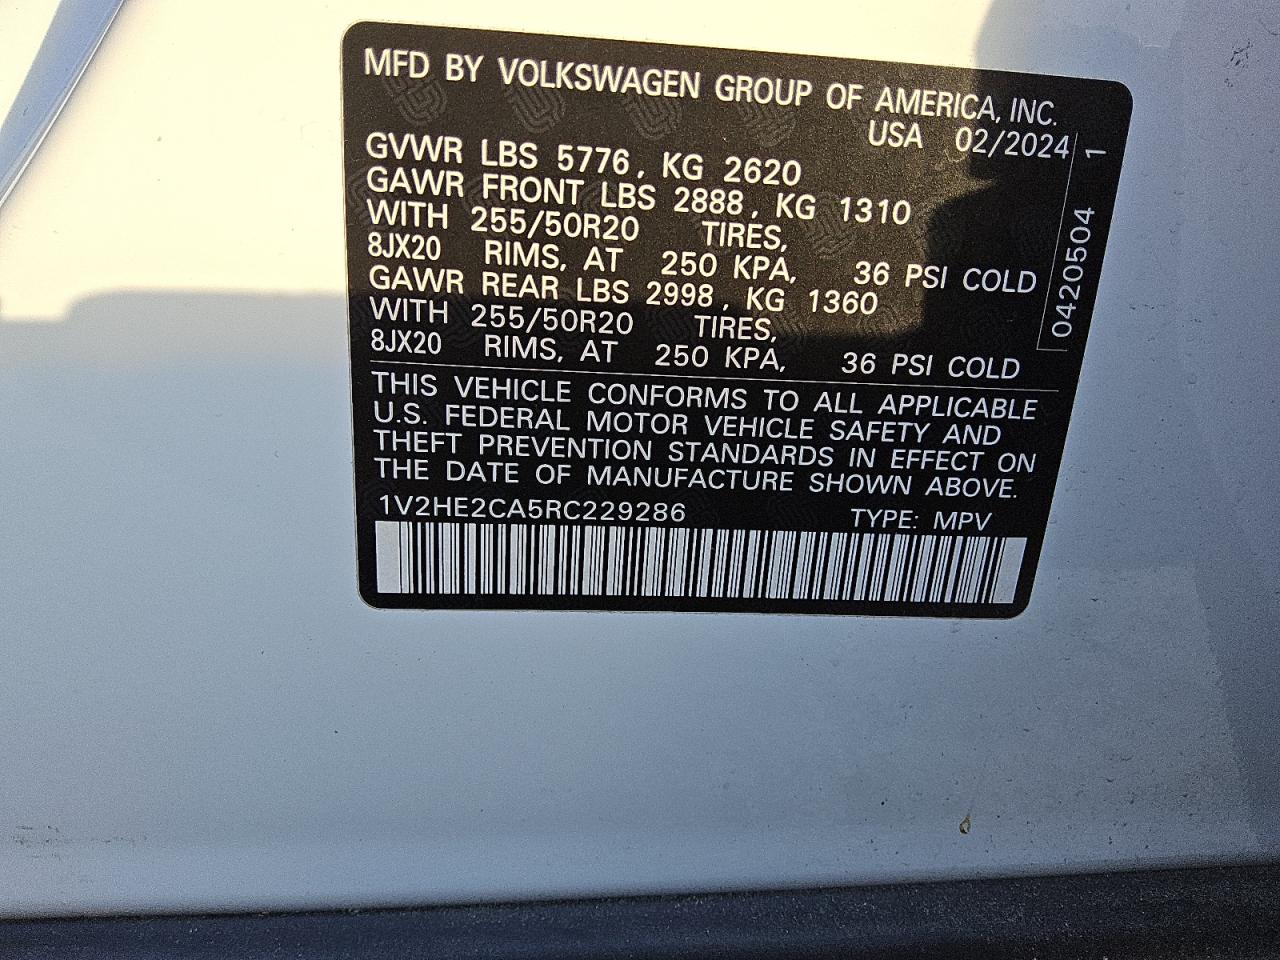 MFD BY VOLKSWAGEN GROUP OF AMERICA, INC.
USA 02/2024
GVWR LBS 5776, KG 2620
GAWR FRONT LBS 2888, KG 1310
WITH 255/50R20 TIRES,
8JX20 RIMS, AT 250 KPA, 36 PSI COLD
GAWR REAR LBS 2998, KG 1360
WITH 255/50R20 TIRES,
8JX20 RIMS, AT 250 KPA, 36 PSI COLD
THIS VEHICLE CONFORMS TO ALL APPLICABLE
U.S. FEDERAL MOTOR VEHICLE SAFETY AND
THEFT PREVENTION STANDARDS IN EFFECT ON
THE DATE OF MANUFACTURE SHOWN ABOVE.
1V2HE2CA5RC229286 TYPE: MPV
0420504 1